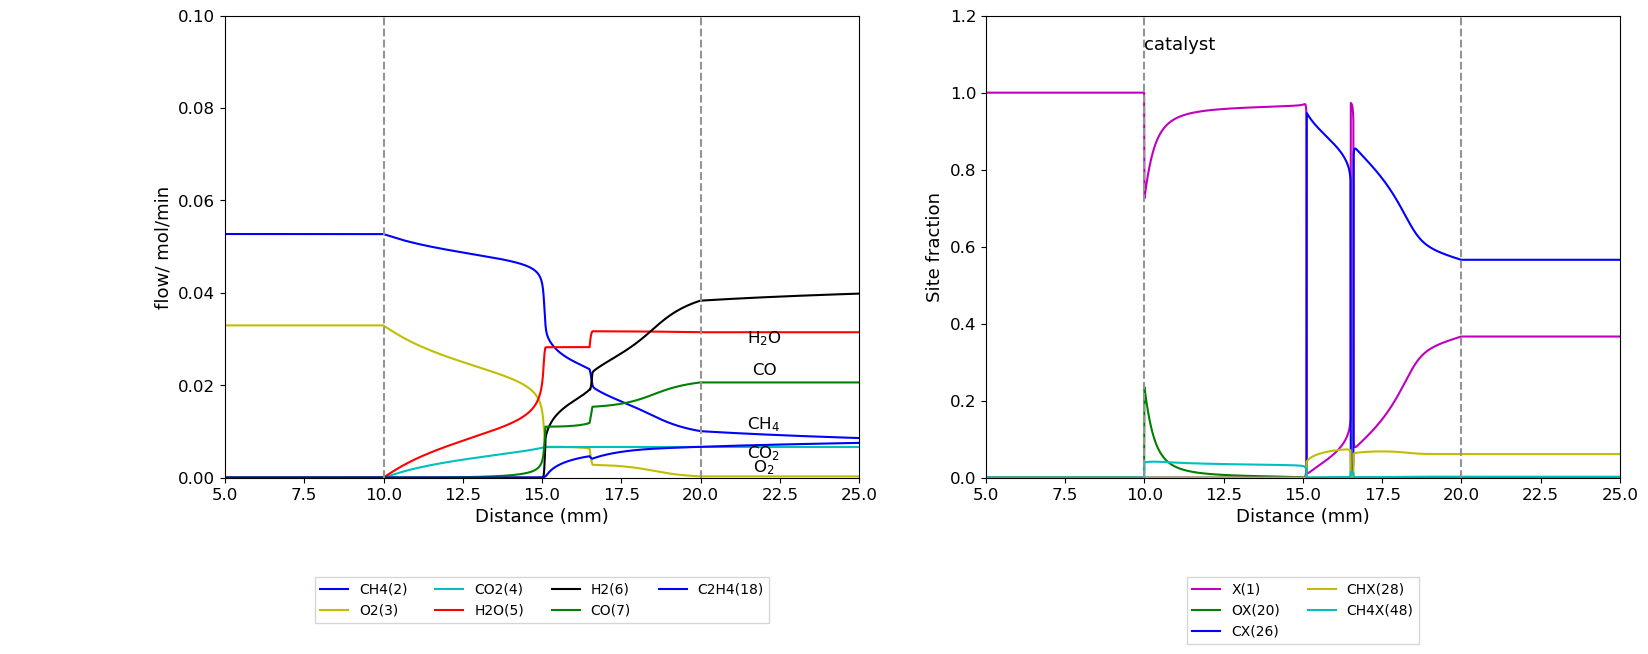 0.10
0.08
0.06
0.04
0.02
0.00
flow/ mol/min
H₂O
CO
CH₄
CO₂
O₂
5.0 7.5 10.0 12.5 15.0 17.5 20.0 22.5 25.0
Distance (mm)
CH4(2) CO2(4) H2(6) C2H4(18)
O2(3) H2O(5) CO(7)
1.2
1.0
0.8
0.6
0.4
0.2
0.0
Site fraction
catalyst
5.0 7.5 10.0 12.5 15.0 17.5 20.0 22.5 25.0
Distance (mm)
X(1) CHX(28)
OX(20) CH4X(48)
CX(26)